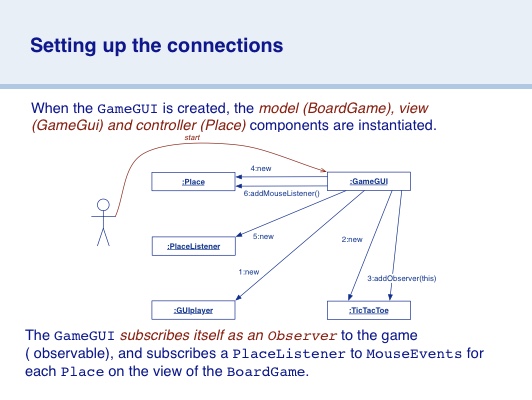 Setting up the connections
When the GameGUI is created, the model (BoardGame), view
(GameGui) and controller (Place) components are instantiated.
start
4:new
:Place
:GameGUI
6:addMouseListener()
5:new
2:new
:PlaceListener
1:new
3:addObserver(this)
:GUIplayer
:TicTacToe
The GameGUI subscribes itself as an Observer to the game
( observable), and subscribes a PlaceListener to MouseEvents for
each Place on the view of the BoardGame.